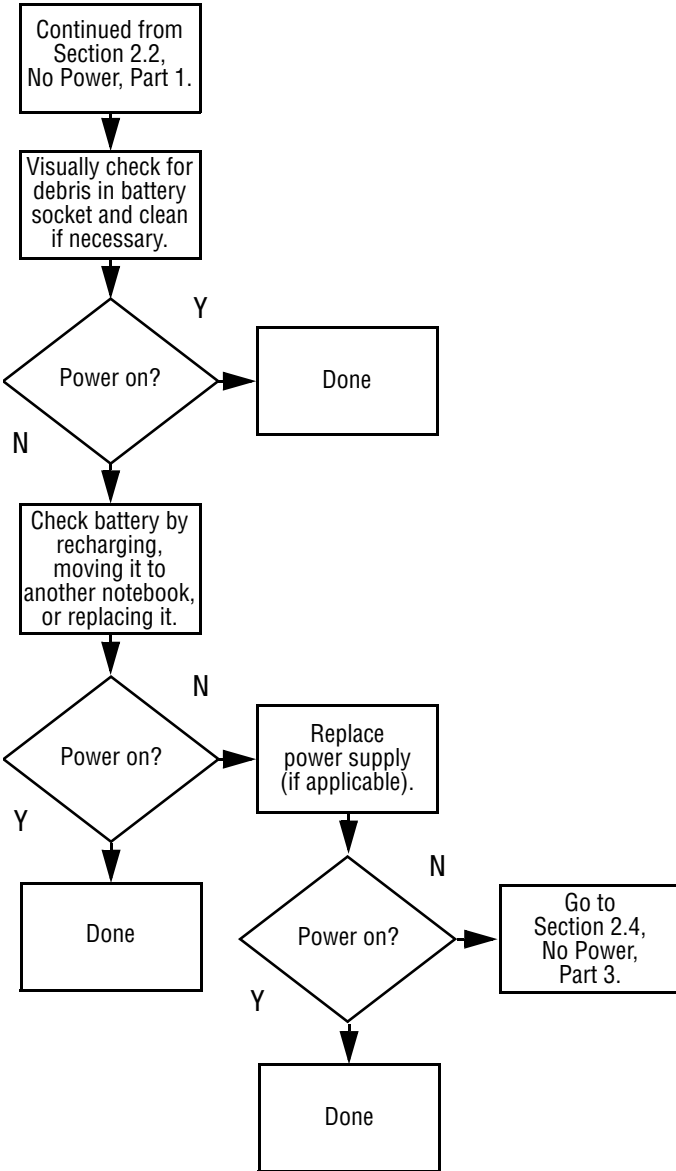 Continued from
Section 2.2,
No Power, Part 1.
Visually check for
debris in battery
socket and clean
if necessary.
Y
Power on?
Done
N
Check battery by
recharging,
moving it to
another notebook,
or replacing it.
N
Power on?
Replace
power supply
(if applicable).
Y
Done
N
Power on?
Go to
Section 2.4,
No Power,
Part 3.
Y
Done